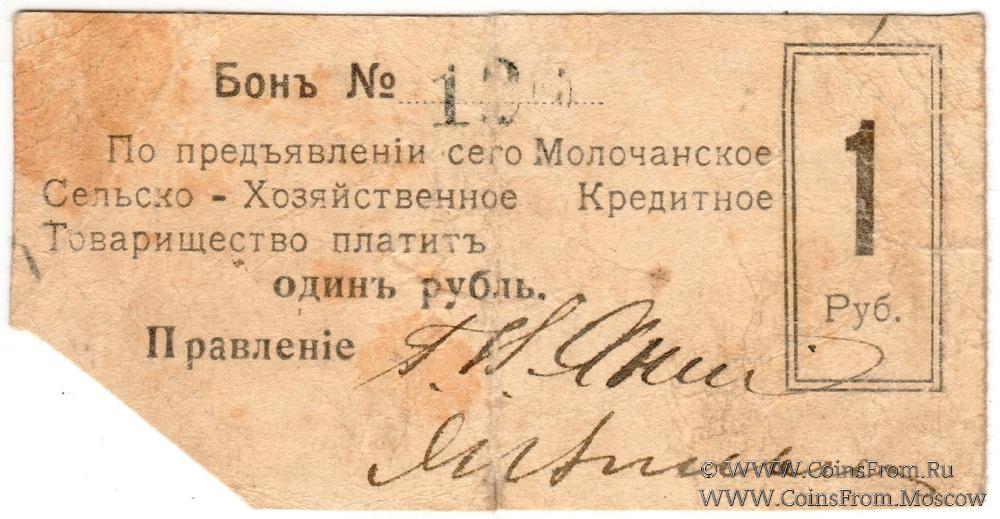 Бонъ №
1
Руб.
По предъявленіи сего Молочанское
Сельско - Хозяйственное Кредитное
Товарищество платитъ
одинъ рубль.
Правленіе
© WWW.CoinsFrom.Ru
WWW.CoinsFrom.Moscow